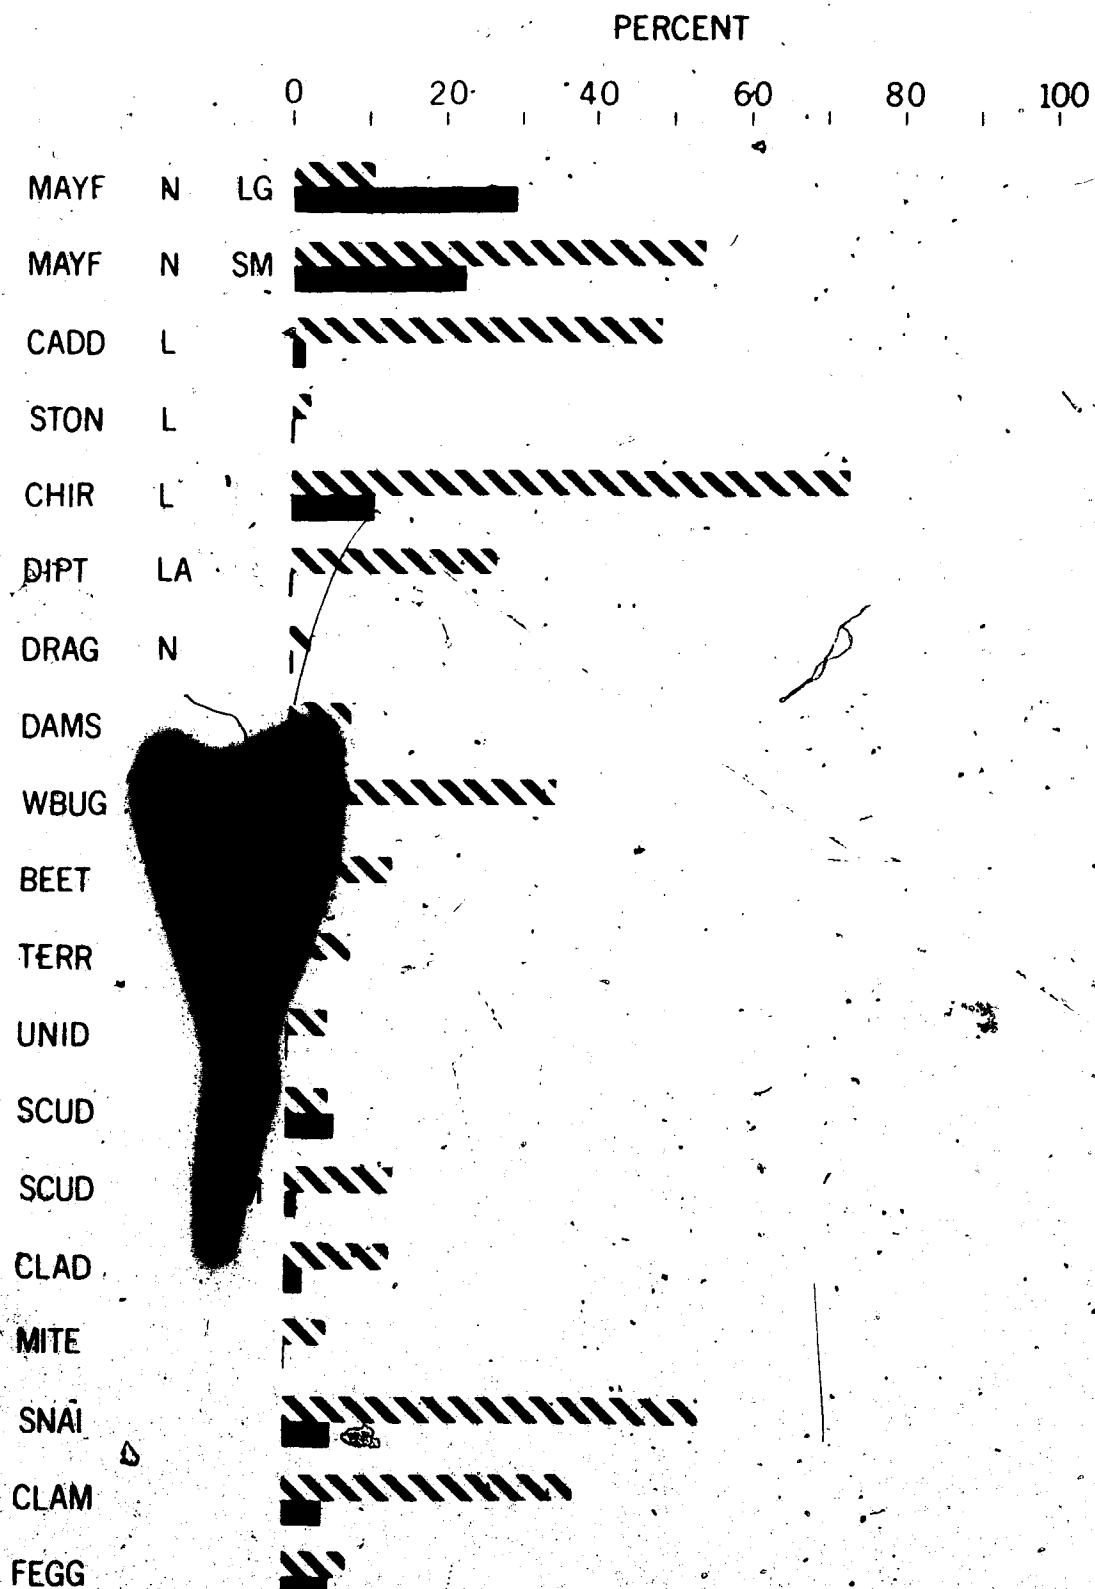 PERCENT
0 20 40 60 80 100
MAYF N LG
MAYF N SM
CADD L
STON L
CHIR L
DIPT LA
DRAG N
DAMS
WBUG
BEET
TERR
UNID
SCUD
SCUD
CLAD
MITE
SNAI
CLAM
FEGG